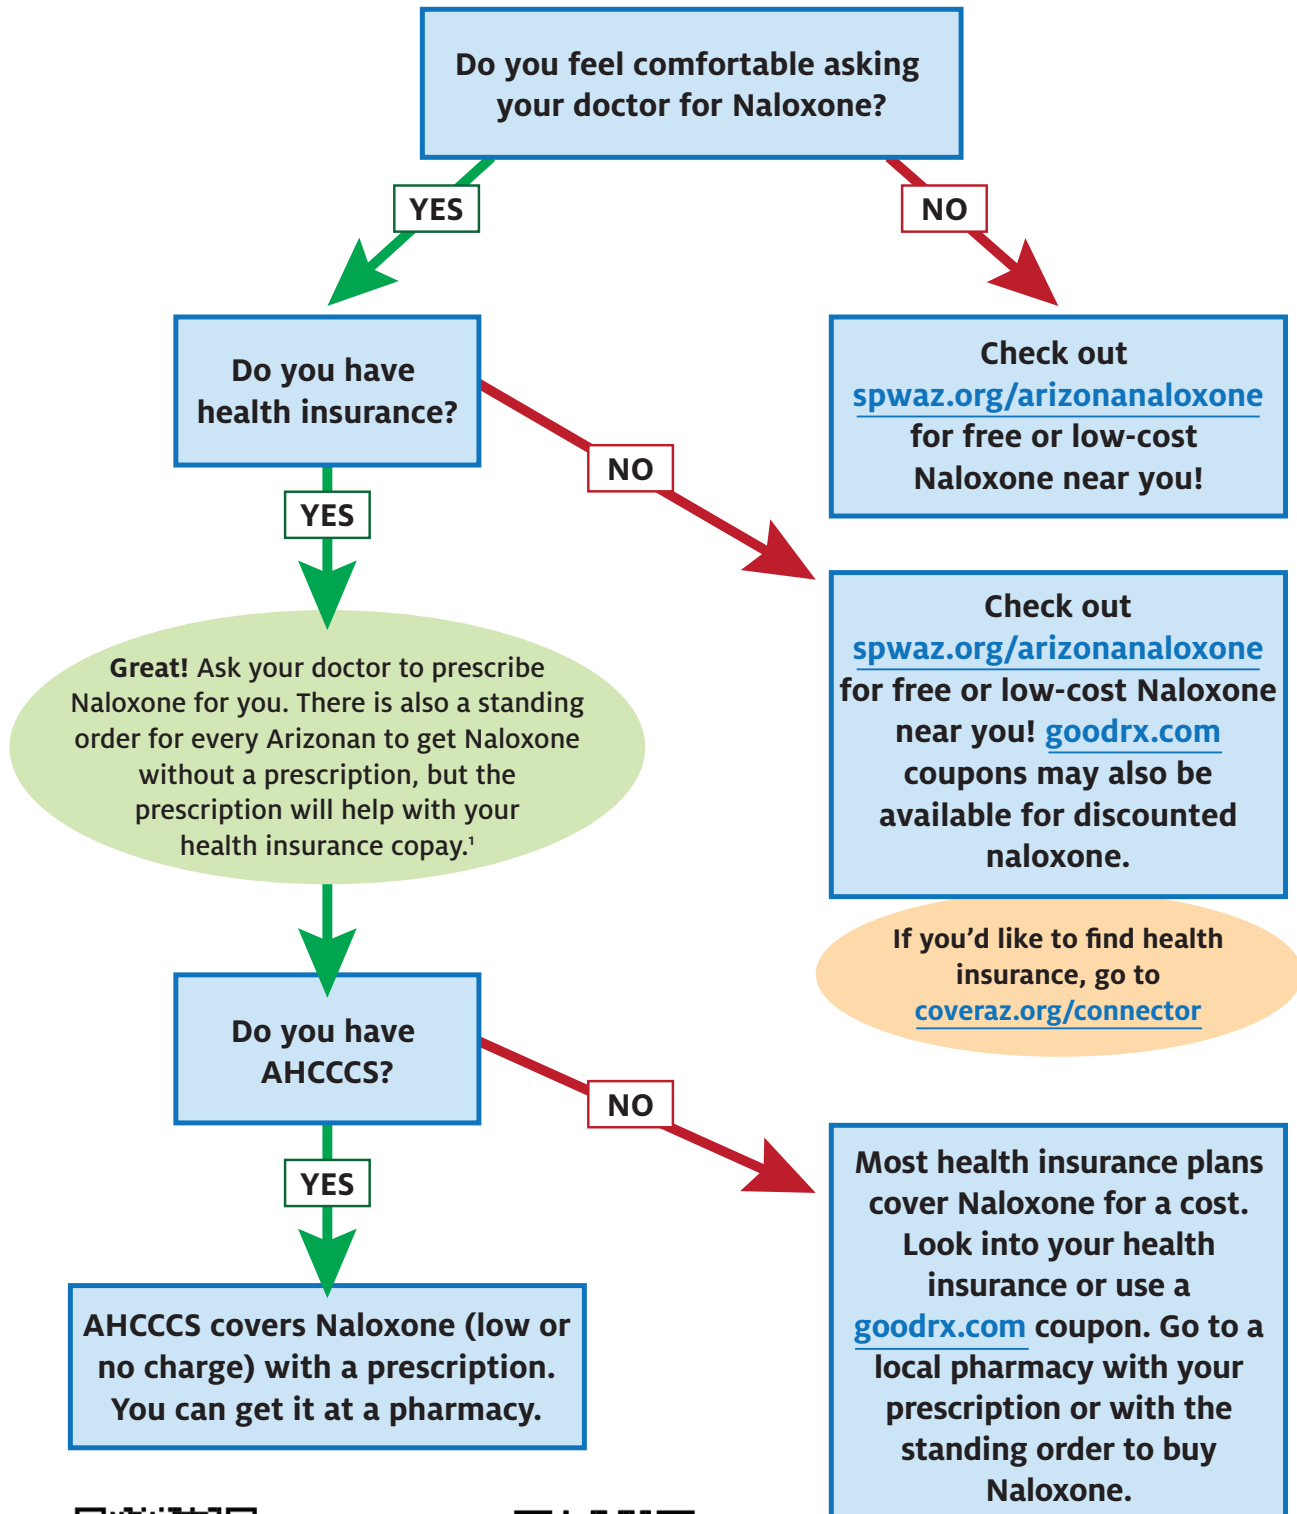 Do you feel comfortable asking
your doctor for Naloxone?
YES
NO
Do you have
health insurance?
Check out
spwaz.org/arizonanaloxone
for free or low-cost
Naloxone near you!
NO
YES
Check out
spwaz.org/arizonanaloxone
for free or low-cost Naloxone
near you! goodrx.com
coupons may also be
available for discounted
naloxone.
Great! Ask your doctor to prescribe
Naloxone for you. There is also a standing
order for every Arizonan to get Naloxone
without a prescription, but the
prescription will help with your
health insurance copay.¹
If you’d like to find health
insurance, go to
coveraz.org/connector
Do you have
AHCCCS?
NO
YES
Most health insurance plans
cover Naloxone for a cost.
Look into your health
insurance or use a
goodrx.com coupon. Go to a
local pharmacy with your
prescription or with the
standing order to buy
Naloxone.
AHCCCS covers Naloxone (low or
no charge) with a prescription.
You can get it at a pharmacy.